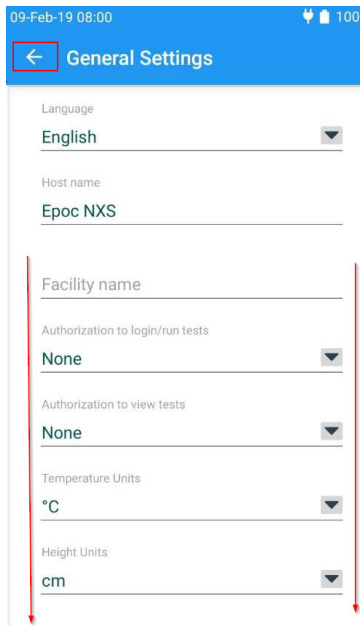 09-Feb-19 08:00 100
General Settings
Language
English
Host name
Epoc NXS
Facility name
Authorization to login/run tests
None
Authorization to view tests
None
Temperature Units
°C
Height Units
cm